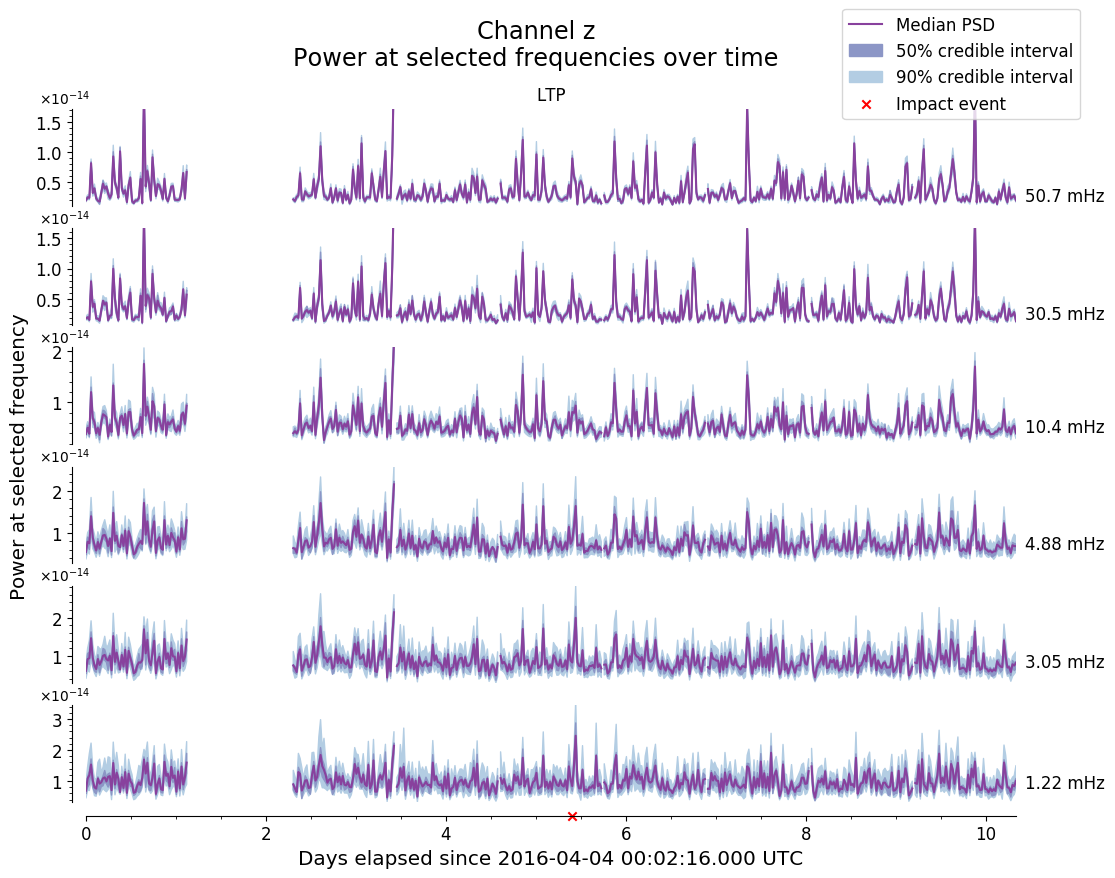 Channel z
Power at selected frequencies over time
Median PSD
50% credible interval
90% credible interval
Impact event
LTP
×10⁻¹⁴
1.5
1.0
0.5
50.7 mHz
×10⁻¹⁴
1.5
1.0
0.5
30.5 mHz
×10⁻¹⁴
2
1
10.4 mHz
×10⁻¹⁴
2
1
4.88 mHz
×10⁻¹⁴
2
1
3.05 mHz
×10⁻¹⁴
3
2
1
1.22 mHz
Power at selected frequency
0 2 4 6 8 10
Days elapsed since 2016-04-04 00:02:16.000 UTC